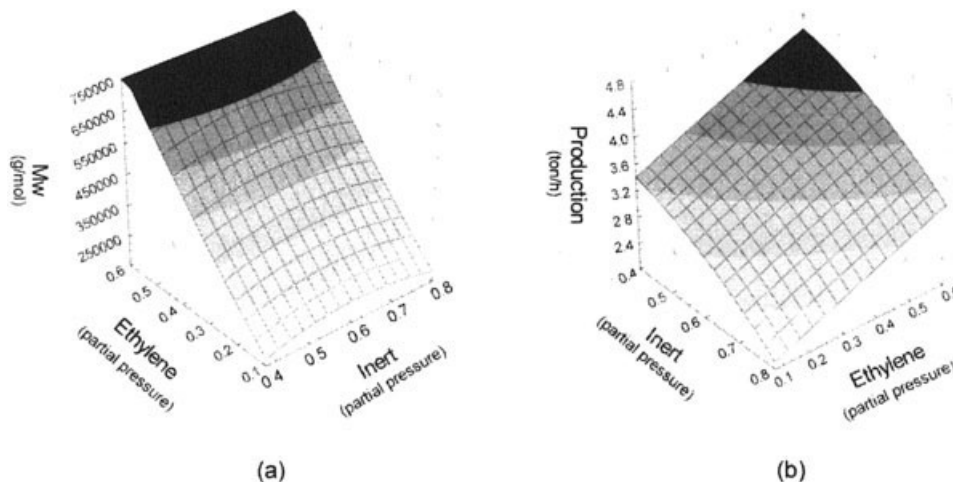 750000
650000
550000
450000
350000
250000
Mw
(g/mol)
0.6
0.5
0.4
0.3
0.2
0.1
Ethylene
(partial pressure)
0.4
0.5
0.6
0.7
0.8
Inert
(partial pressure)
(a)
4.8
4.4
4.0
3.6
3.2
2.8
2.4
Production
(ton/h)
0.4
0.5
0.6
0.7
0.8
Inert
(partial pressure)
0.1
0.2
0.3
0.4
0.5
Ethylene
(partial pressure)
(b)